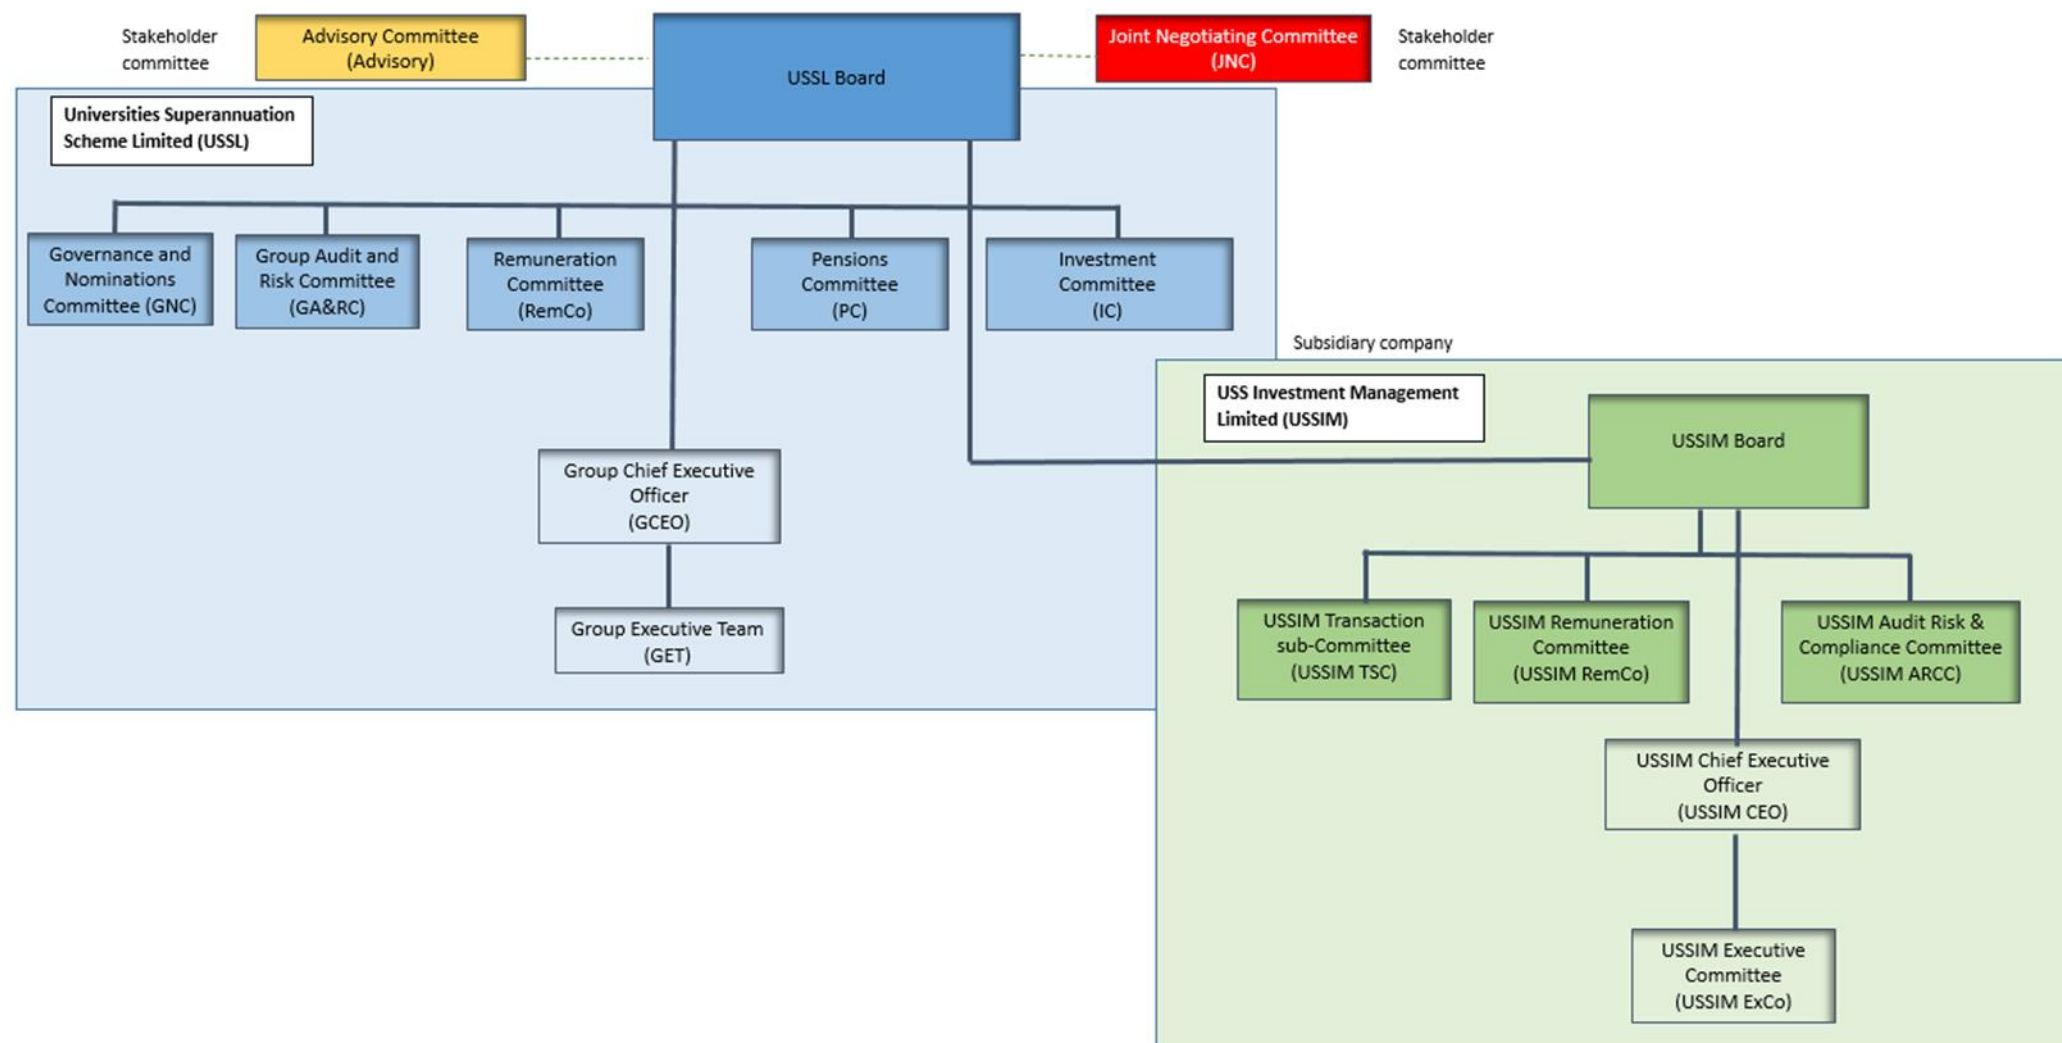 Stakeholder
committee
Advisory Committee
(Advisory)
USSL Board
Joint Negotiating Committee
(JNC)
Stakeholder
committee
Universities Superannuation
Scheme Limited (USSL)
Governance and
Nominations
Committee (GNC)
Group Audit and
Risk Committee
(GA&RC)
Remuneration
Committee
(RemCo)
Pensions
Committee
(PC)
Investment
Committee
(IC)
Subsidiary company
USS Investment Management
Limited (USSIM)
USSIM Board
Group Chief Executive
Officer
(GCEO)
Group Executive Team
(GET)
USSIM Transaction
sub-Committee
(USSIM TSC)
USSIM Remuneration
Committee
(USSIM RemCo)
USSIM Audit Risk &
Compliance Committee
(USSIM ARCC)
USSIM Chief Executive
Officer
(USSIM CEO)
USSIM Executive
Committee
(USSIM ExCo)